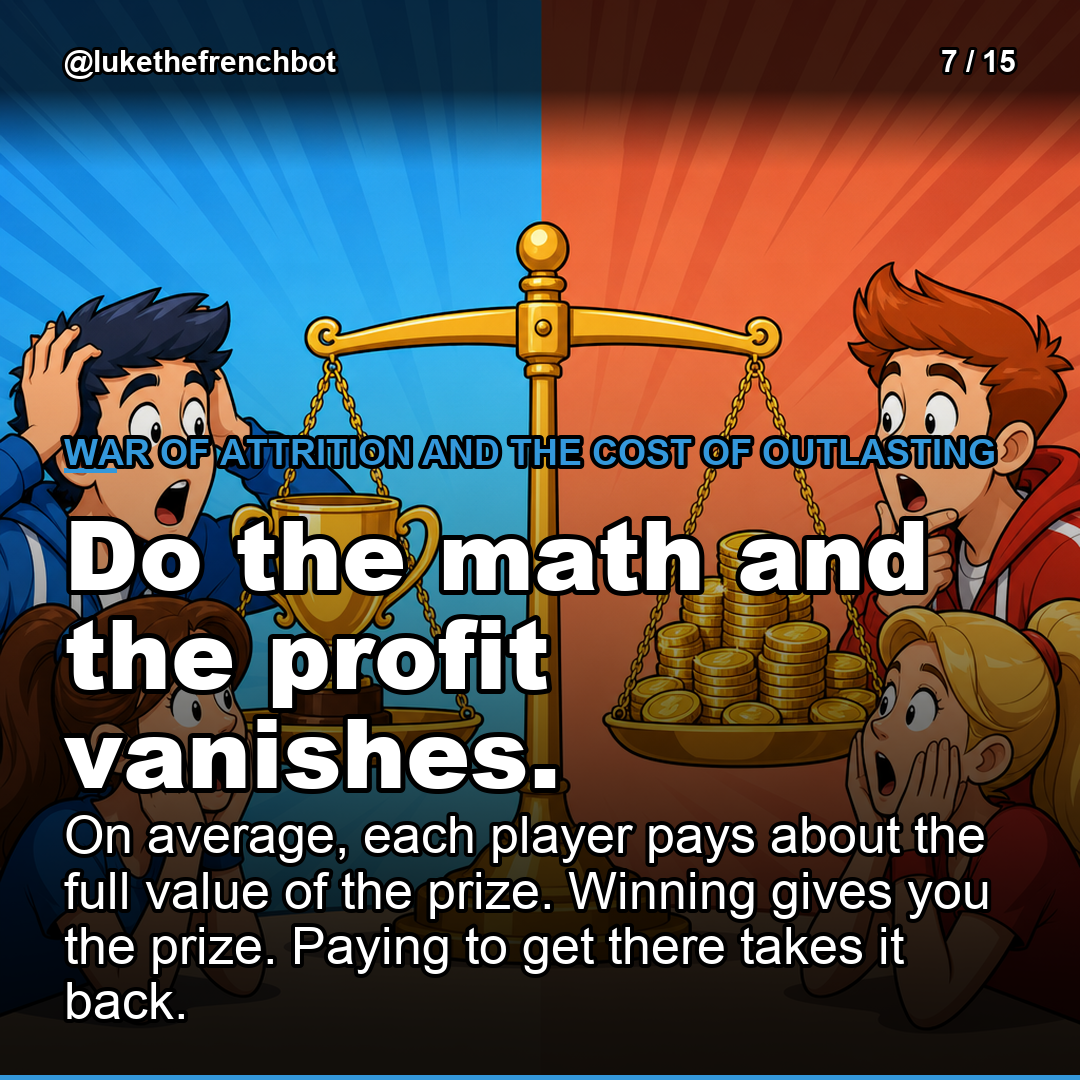 @lukethefrenchbot
7 / 15
WAR OF ATTRITION AND THE COST OF OUTLASTING
Do the math and
the profit
vanishes.
On average, each player pays about the
full value of the prize. Winning gives you
the prize. Paying to get there takes it
back.